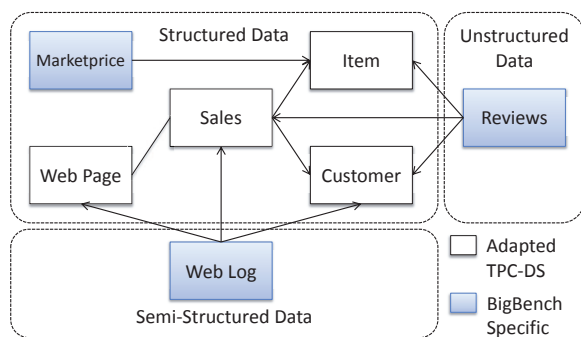 Structured Data
Unstructured
Data
Marketprice
Item
Sales
Reviews
Web Page
Customer
Web Log
Semi-Structured Data
Adapted
TPC-DS
BigBench
Specific